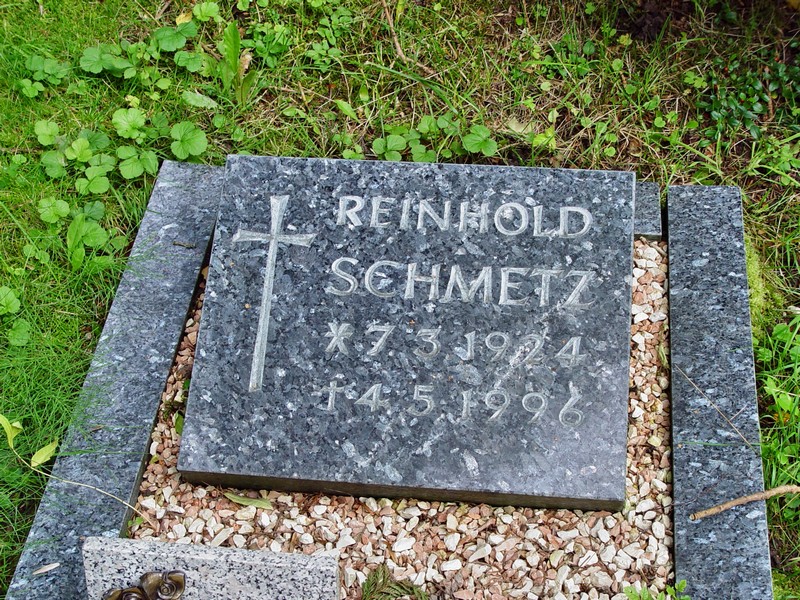 REINHOLD
SCHMETZ
* 7. 3. 1924
† 4. 5. 1996